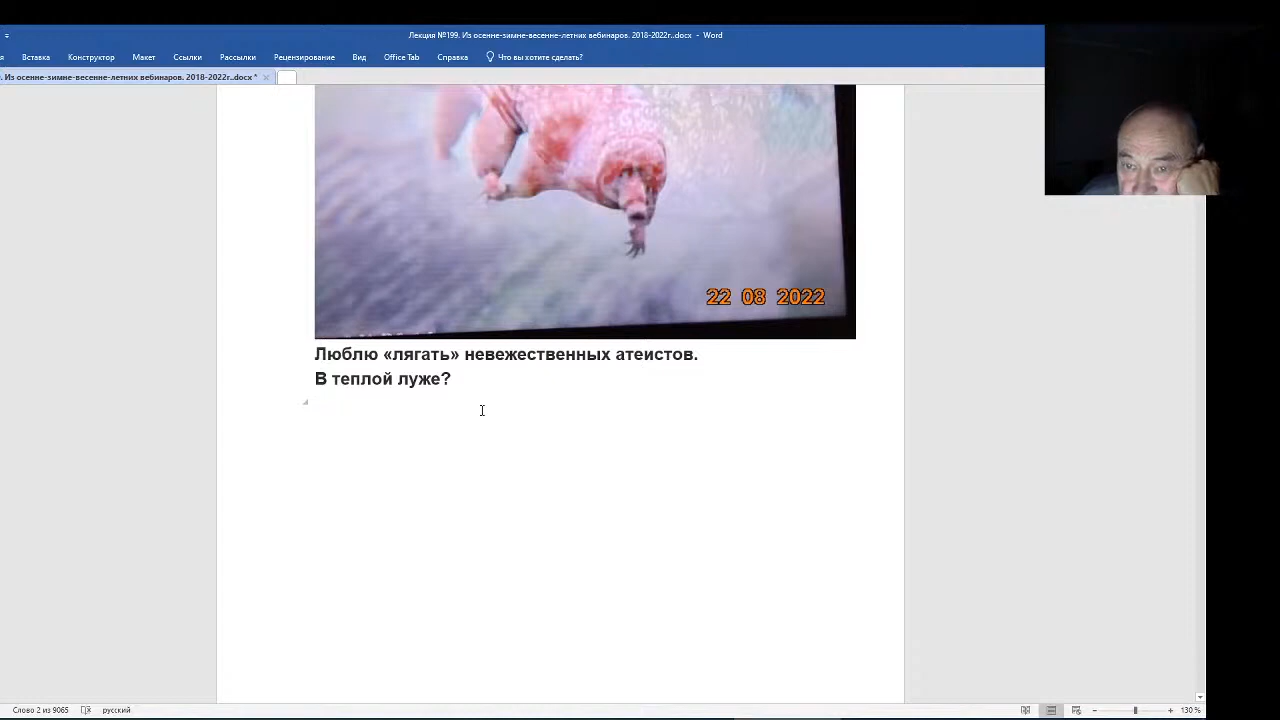 Лекция №199. Из осенне-зимне-весенне-летних вебинаров. 2018-2022г..docx - Word
Вставка Конструктор Макет Ссылки Рассылки Рецензирование Вид Office Tab Справка Что вы хотите сделать?
. Из осенне-зимне-весенне-летних вебинаров. 2018-2022г..docx *
22 08 2022
Люблю «лягать» невежественных атеистов.
В теплой луже?
Слово 2 из 9065 русский 130%